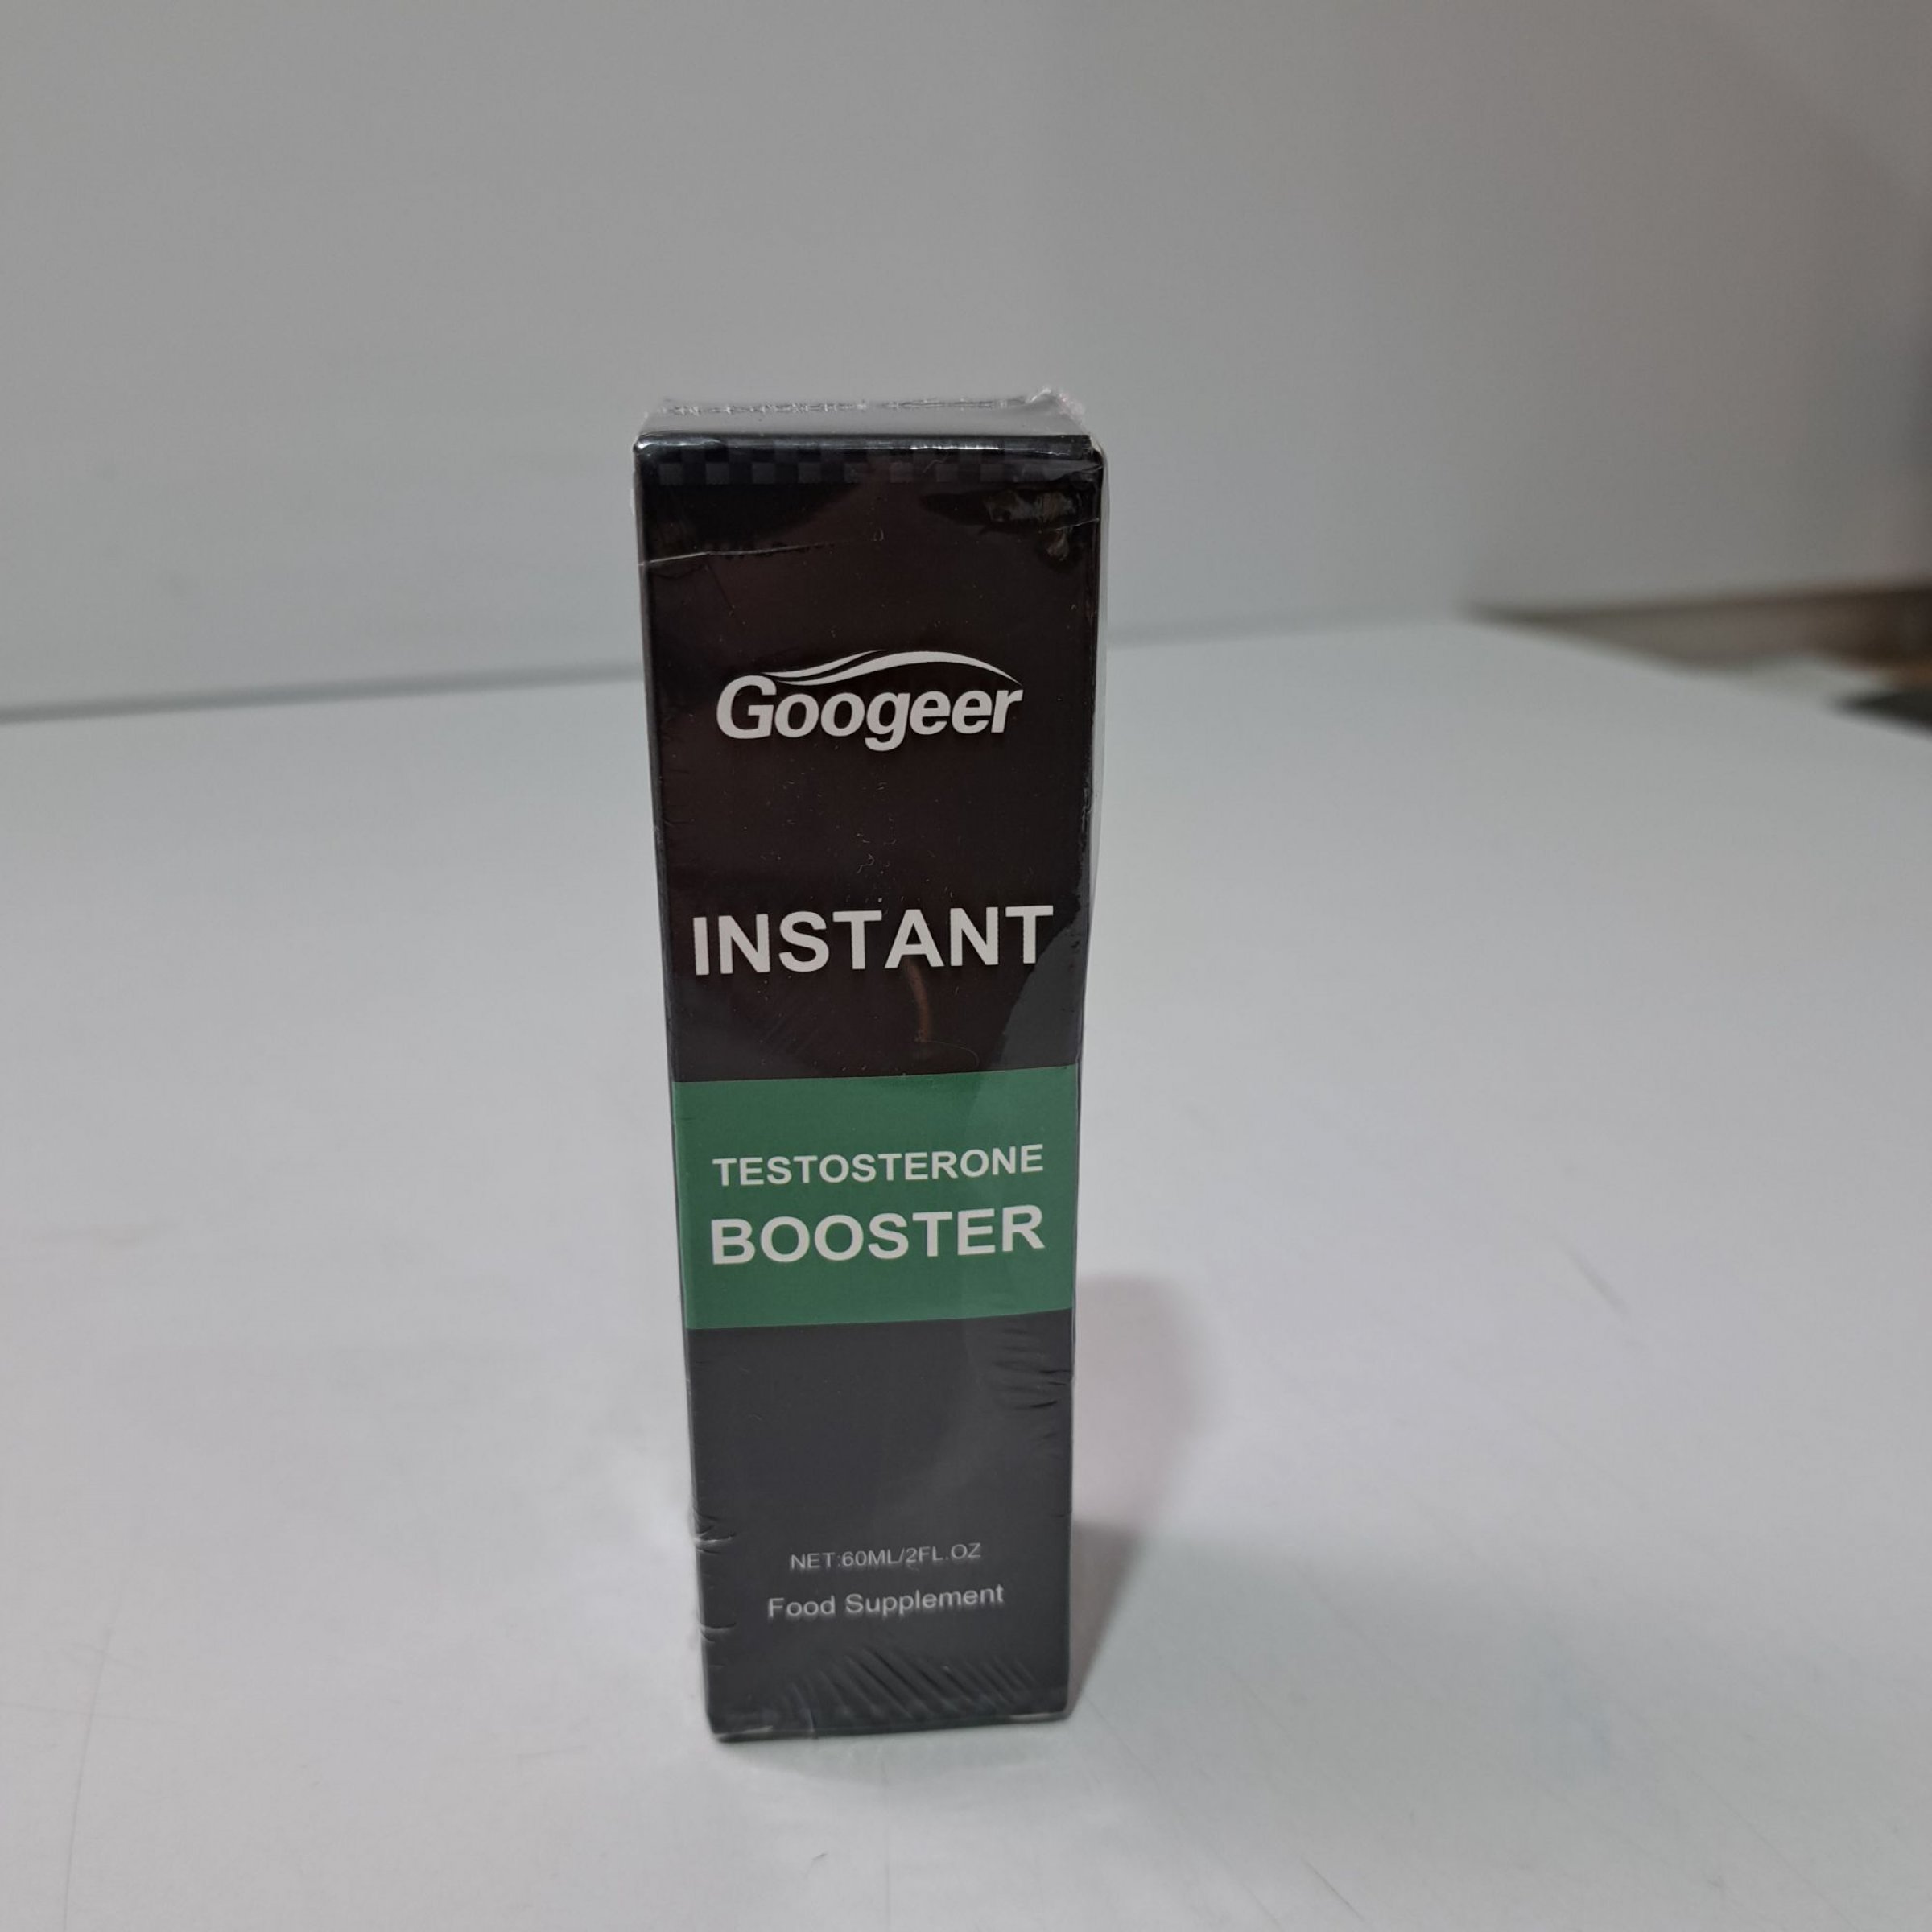 Googeer
INSTANT
TESTOSTERONE
BOOSTER
NET:60ML/2FL.OZ
Food Supplement